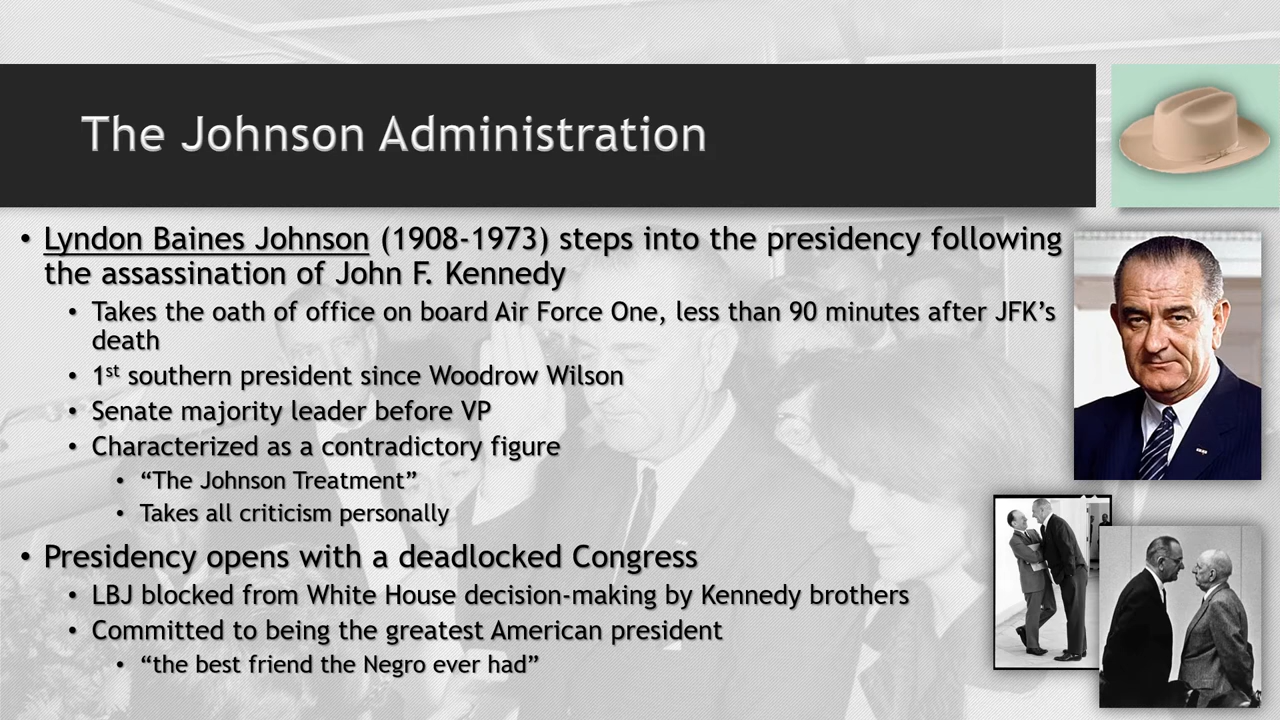 The Johnson Administration
• Lyndon Baines Johnson (1908-1973) steps into the presidency following
the assassination of John F. Kennedy
• Takes the oath of office on board Air Force One, less than 90 minutes after JFK’s
death
• 1st southern president since Woodrow Wilson
• Senate majority leader before VP
• Characterized as a contradictory figure
• “The Johnson Treatment”
• Takes all criticism personally
• Presidency opens with a deadlocked Congress
• LBJ blocked from White House decision-making by Kennedy brothers
• Committed to being the greatest American president
• “the best friend the Negro ever had”